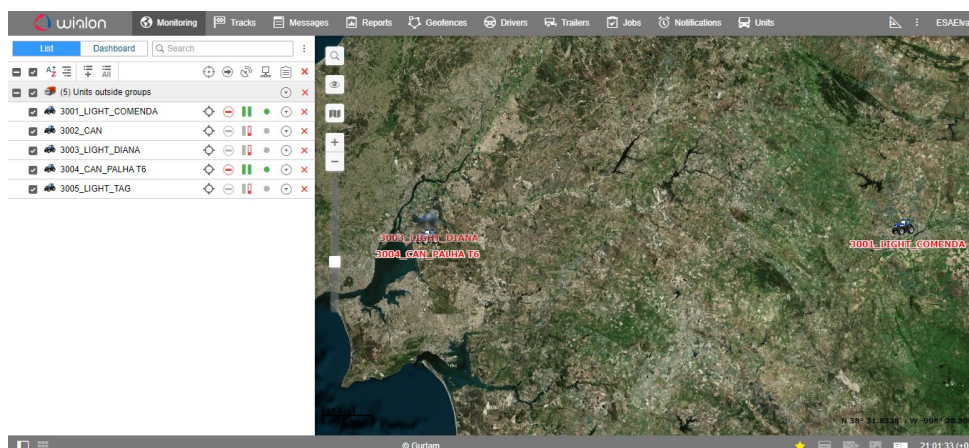 wialon Monitoring Tracks Messages Reports Geofences Drivers Trailers Jobs Notifications Units ESAElva
List Dashboard Search
(5) Units outside groups
3001_LIGHT_COMENDA
3002_CAN
3003_LIGHT_DIANA
3004_CAN_PALHA T6
3005_LIGHT_TAG
3003_LIGHT_DIANA
3004_CAN_PALHA T6
3001_LIGHT_COMENDA
© Gurtam 21:01:33 (+0